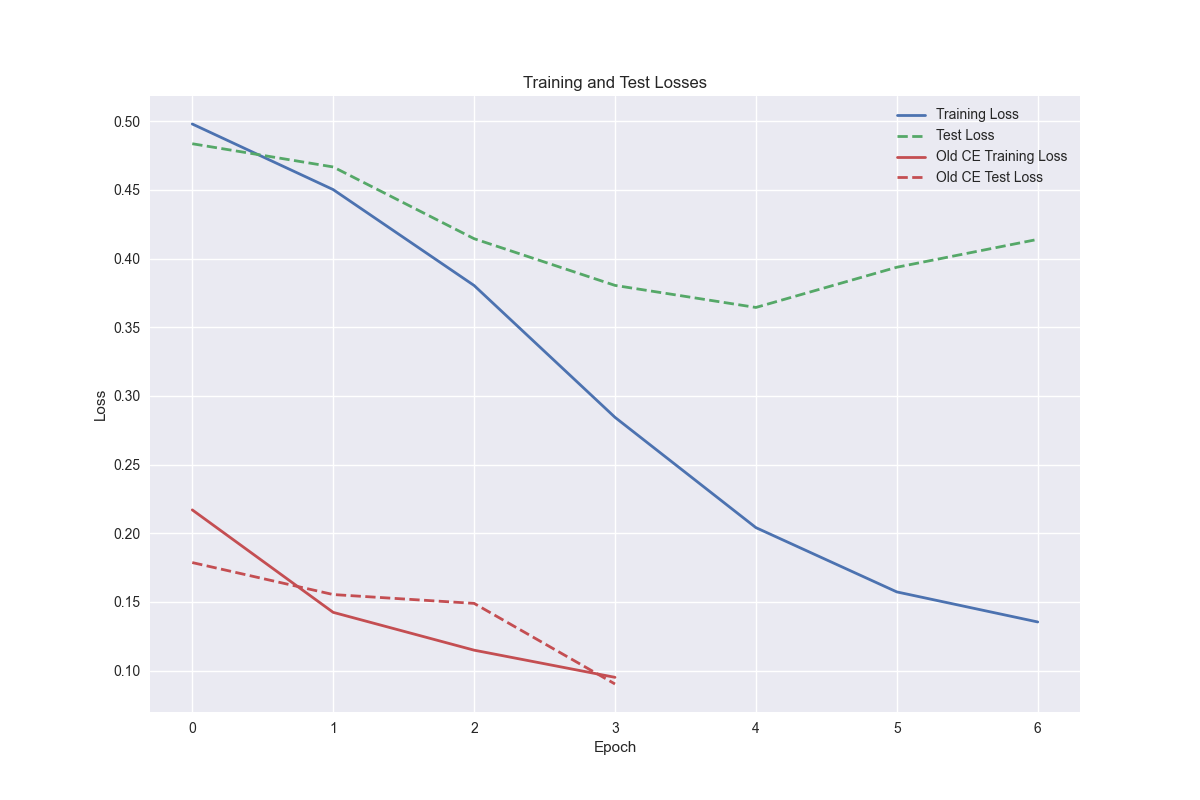 Training and Test Losses
Training Loss
Test Loss
Old CE Training Loss
Old CE Test Loss
0.50
0.45
0.40
0.35
0.30
0.25
0.20
0.15
0.10
Loss
0 1 2 3 4 5 6
Epoch